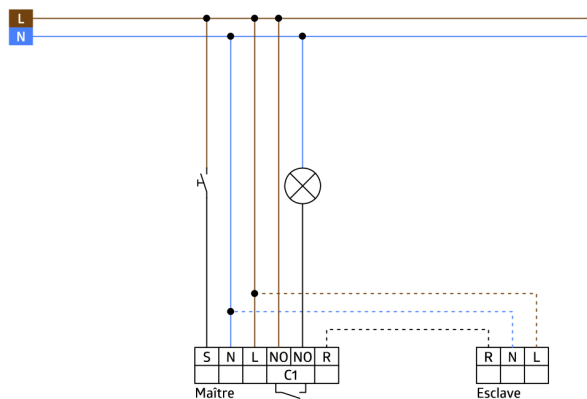 L
N
S N L NO NO R
C1
Maître
R N L
Esclave